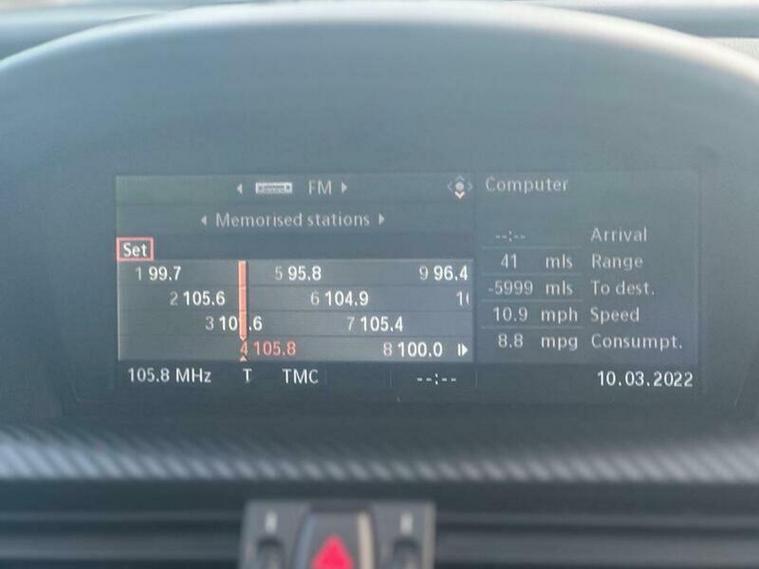 FM
Memorised stations
Set
1 99.7 5 95.8 9 96.4
2 105.6 6 104.9
3 7 105.4
4 105.8 8 100.0
105.8 MHz T TMC --:--
Computer
--:-- Arrival
41 mls Range
-5999 mls To dest.
10.9 mph Speed
8.8 mpg Consumpt.
10.03.2022